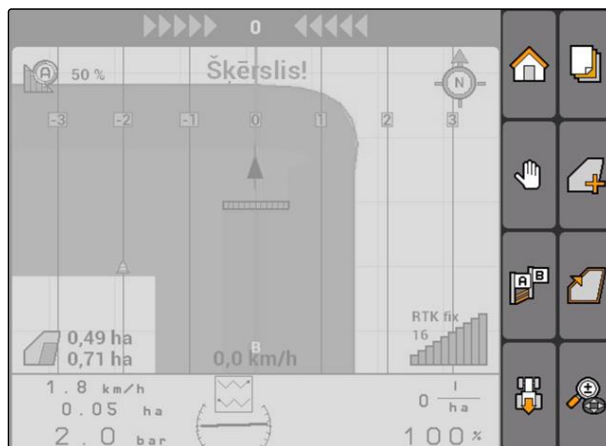 0
A
50 %
Šķērslis!
N
-3
-2
-1
0
1
2
3
A
B
RTK fix
16
0,49 ha
0,71 ha
0,0 km/h
B
1.8 km/h
0.05 ha
2.0 bar
0 l/ha
100 %